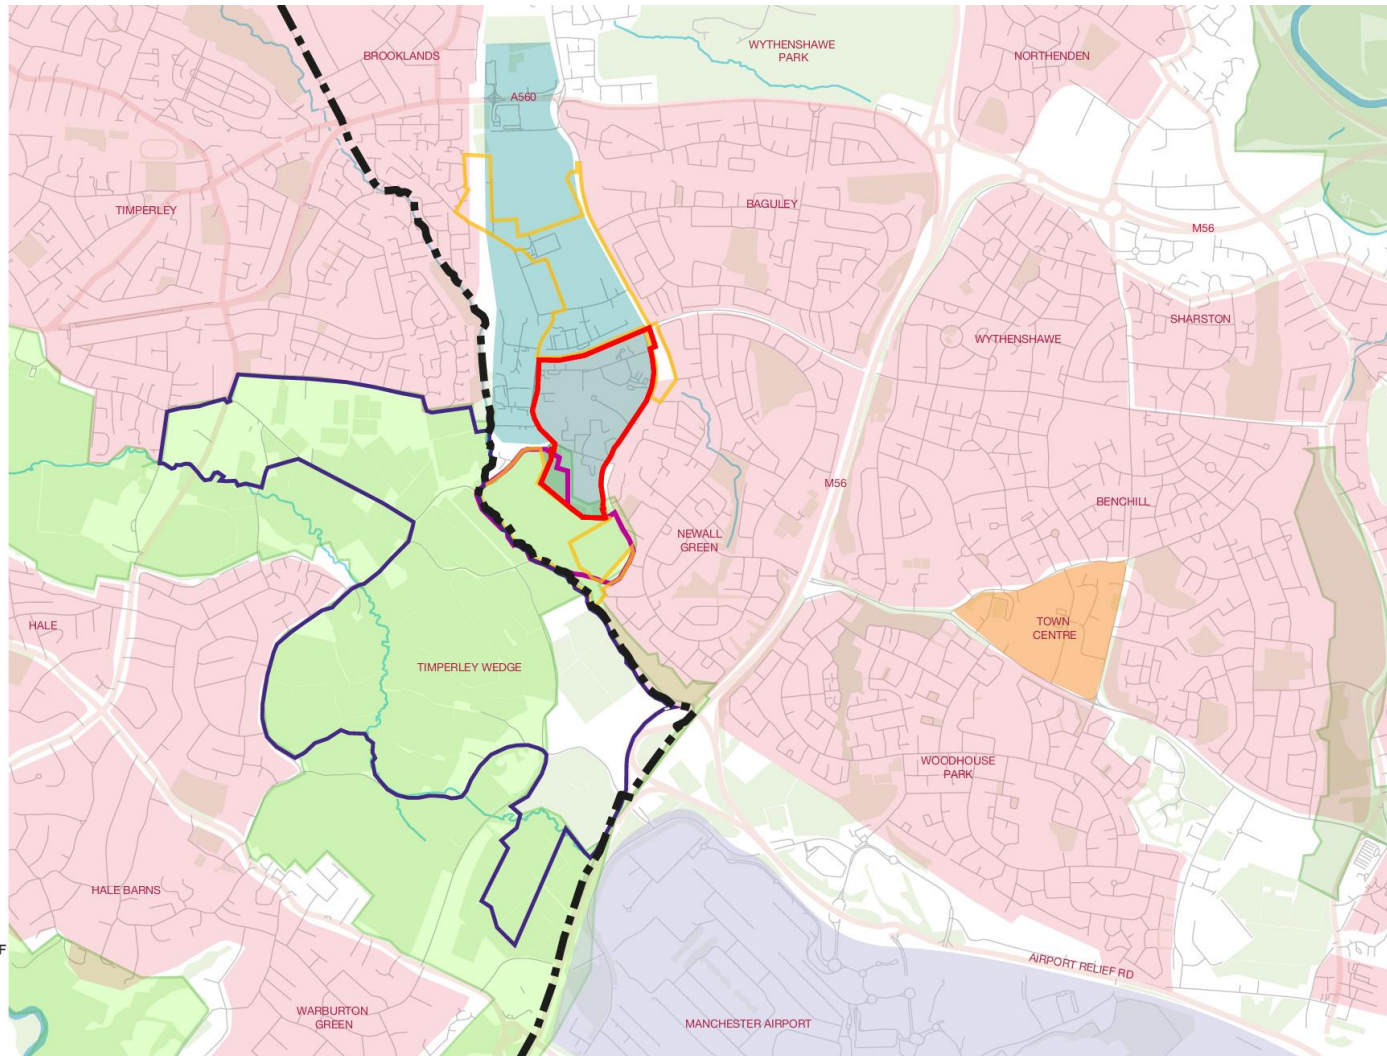 BROOKLANDS
WYTHENSHAWE
PARK
NORTHENDEN
A560
TIMPERLEY
BAGULEY
M56
SHARSTON
WYTHENSHAWE
M56
BENCHILL
NEWALL
GREEN
HALE
TOWN
CENTRE
TIMPERLEY WEDGE
WOODHOUSE
PARK
HALE BARNS
F
AIRPORT RELIEF RD
WARBURTON
GREEN
MANCHESTER AIRPORT